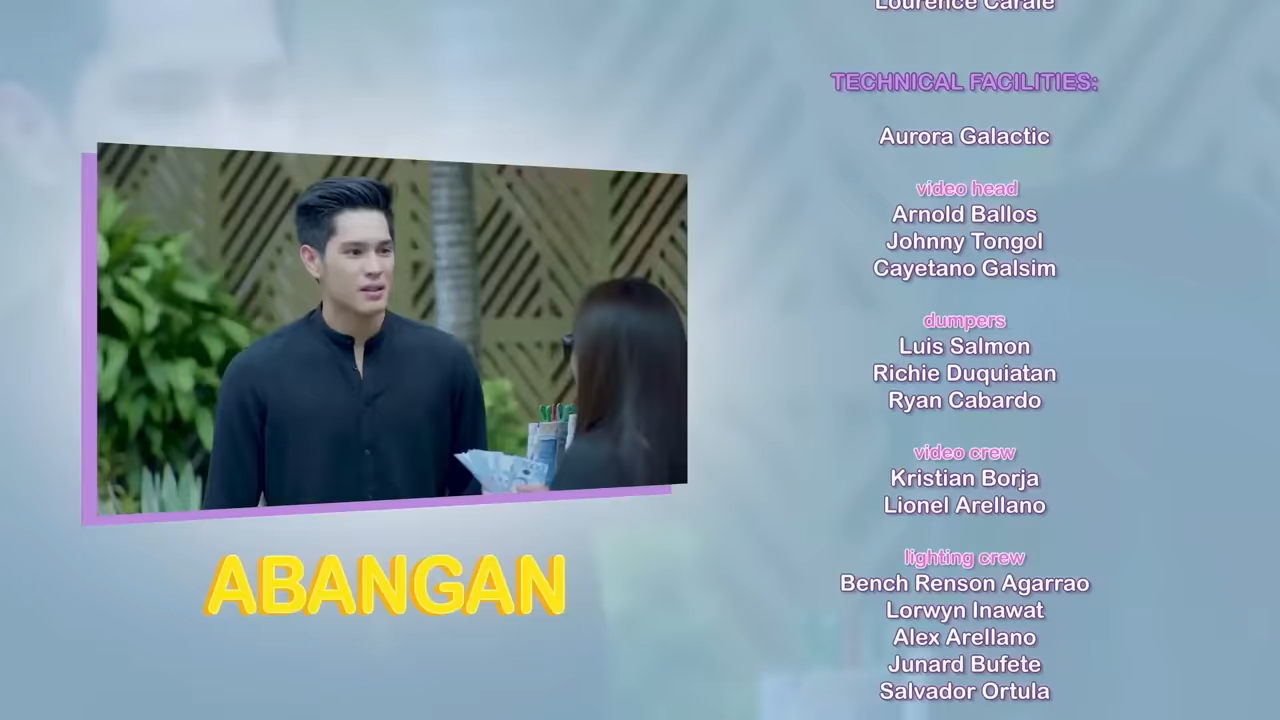 Lourence Carale
TECHNICAL FACILITIES:
Aurora Galactic
video head
Arnold Ballos
Johnny Tongol
Cayetano Galsim
dumpers
Luis Salmon
Richie Duquiatan
Ryan Cabardo
video crew
Kristian Borja
Lionel Arellano
lighting crew
Bench Renson Agarrao
Lorwyn Inawat
Alex Arellano
Junard Bufete
Salvador Ortula
ABANGAN